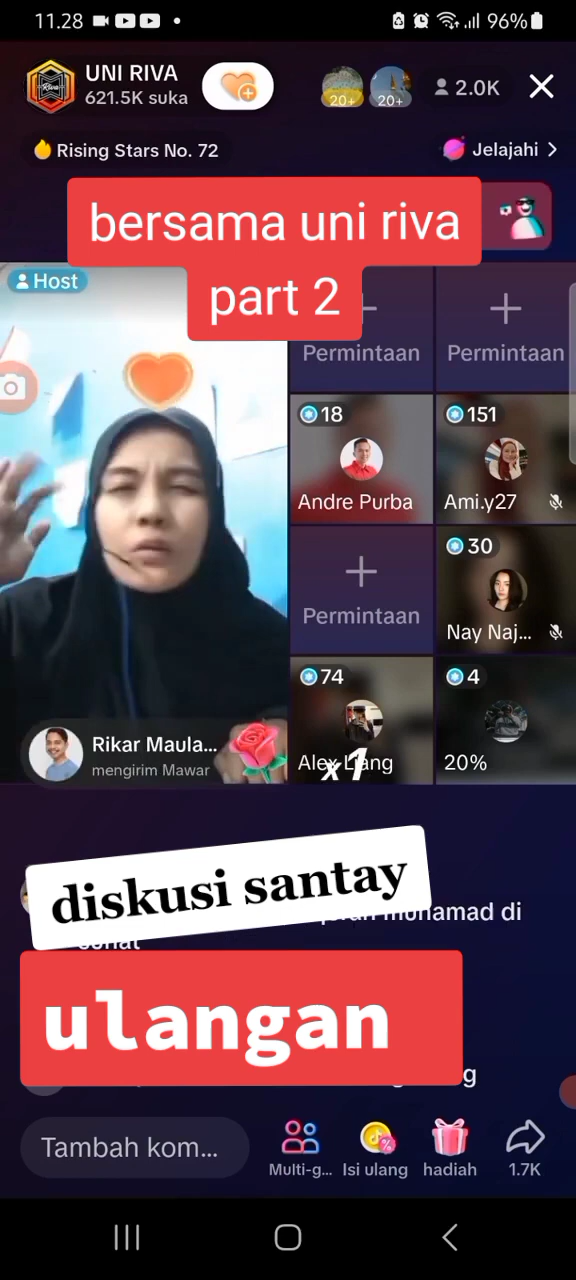 11.28
96%
UNI RIVA
621.5K suka
20+
20+
2.0K
Rising Stars No. 72
Jelajahi
bersama uni riva
part 2
Host
Permintaan
Permintaan
18
151
Andre Purba
Ami.y27
Permintaan
30
Nay Naj...
74
4
Rikar Maula...
mengirim Mawar
Alex Liang
x1
20%
diskusi santay
muhamad di
ulangan
Tambah kom...
Multi-g...
Isi ulang
hadiah
1.7K